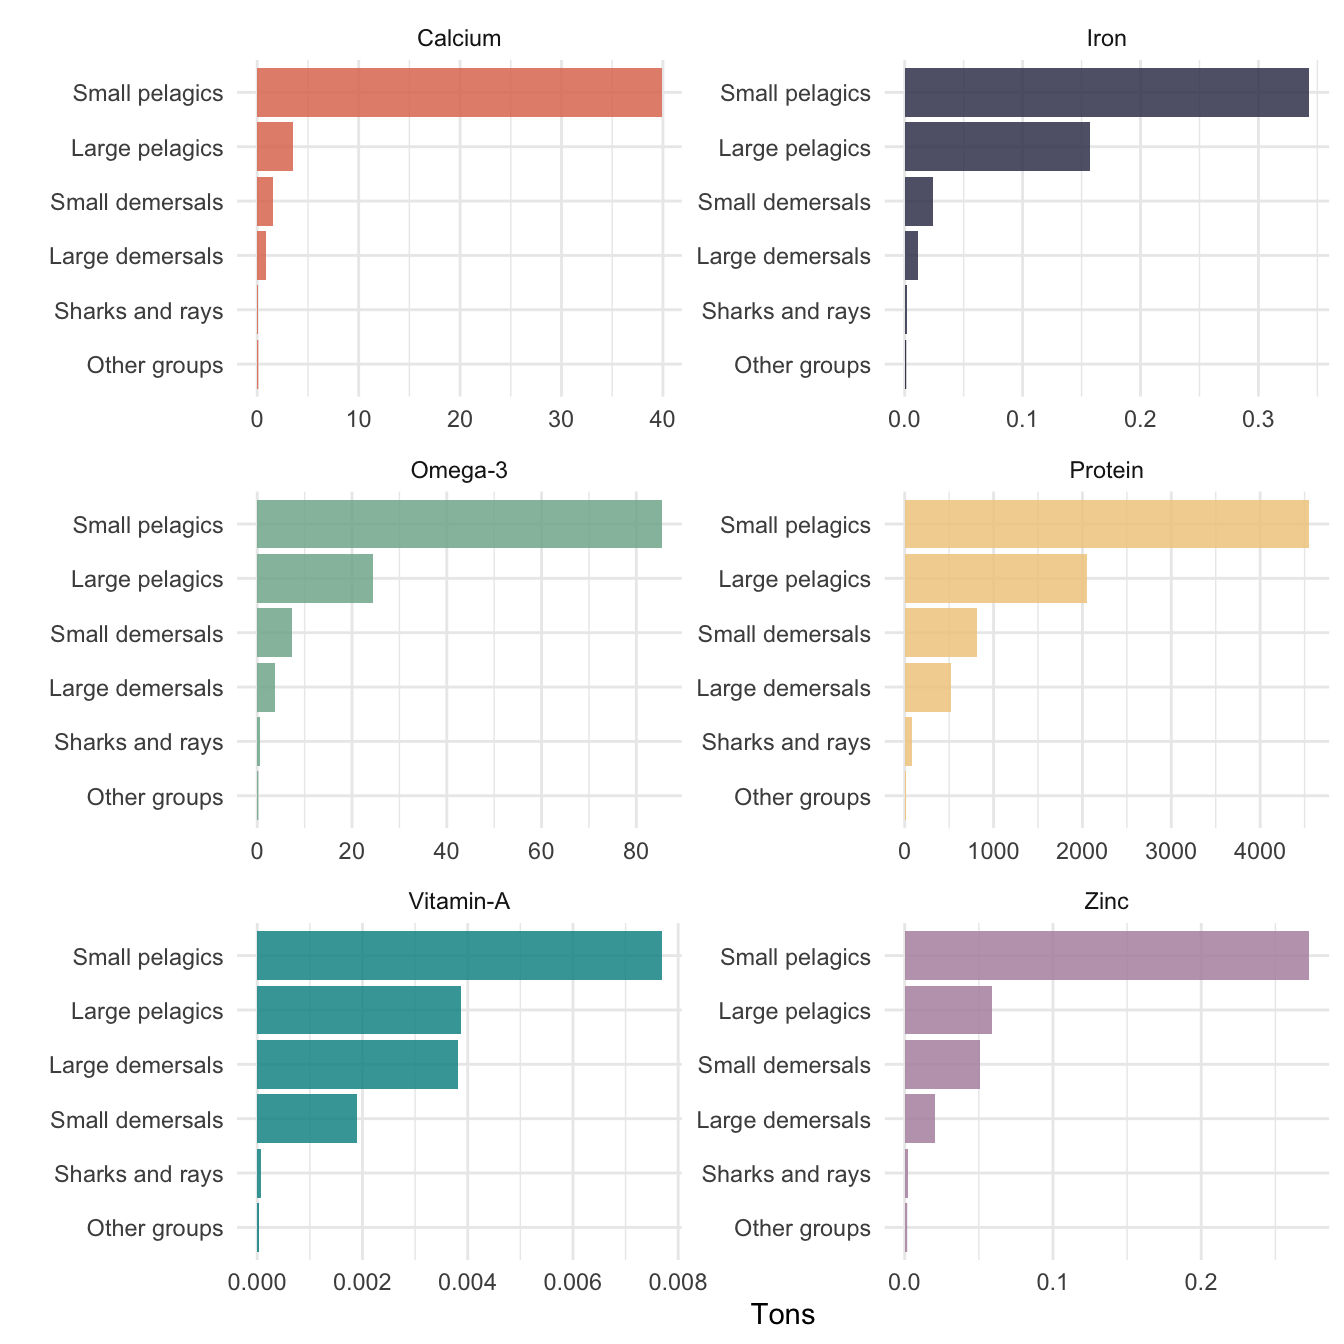 Calcium
Small pelagics
Large pelagics
Small demersals
Large demersals
Sharks and rays
Other groups
0 10 20 30 40
Iron
Small pelagics
Large pelagics
Small demersals
Large demersals
Sharks and rays
Other groups
0.0 0.1 0.2 0.3
Omega-3
Small pelagics
Large pelagics
Small demersals
Large demersals
Sharks and rays
Other groups
0 20 40 60 80
Protein
Small pelagics
Large pelagics
Small demersals
Large demersals
Sharks and rays
Other groups
0 1000 2000 3000 4000
Vitamin-A
Small pelagics
Large pelagics
Large demersals
Small demersals
Sharks and rays
Other groups
0.000 0.002 0.004 0.006 0.008
Zinc
Small pelagics
Large pelagics
Small demersals
Large demersals
Sharks and rays
Other groups
0.0 0.1 0.2
Tons